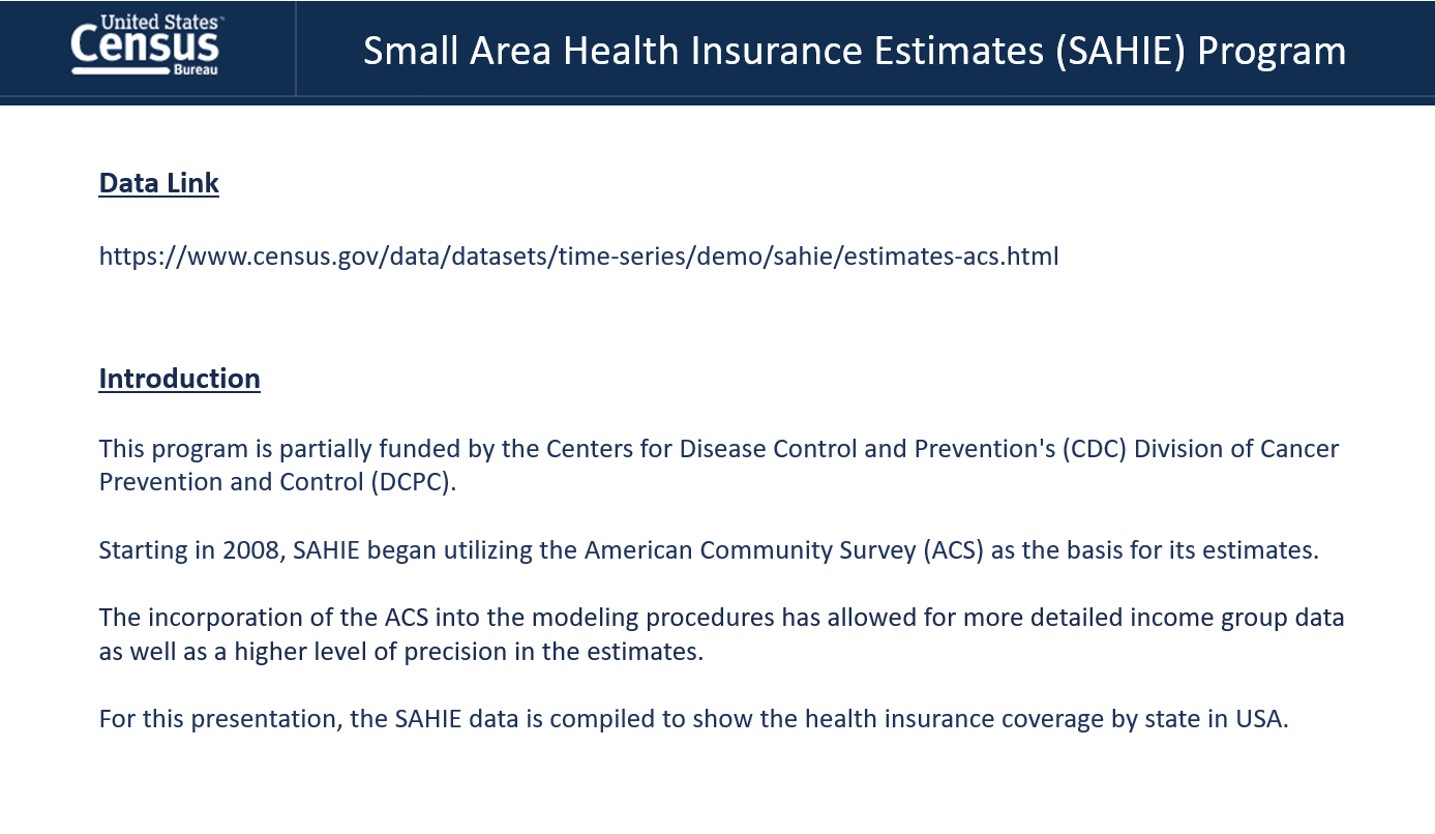 United States™
Census
Bureau
Small Area Health Insurance Estimates (SAHIE) Program
Data Link
https://www.census.gov/data/datasets/time-series/demo/sahie/estimates-acs.html
Introduction
This program is partially funded by the Centers for Disease Control and Prevention's (CDC) Division of Cancer
Prevention and Control (DCPC).
Starting in 2008, SAHIE began utilizing the American Community Survey (ACS) as the basis for its estimates.
The incorporation of the ACS into the modeling procedures has allowed for more detailed income group data
as well as a higher level of precision in the estimates.
For this presentation, the SAHIE data is compiled to show the health insurance coverage by state in USA.